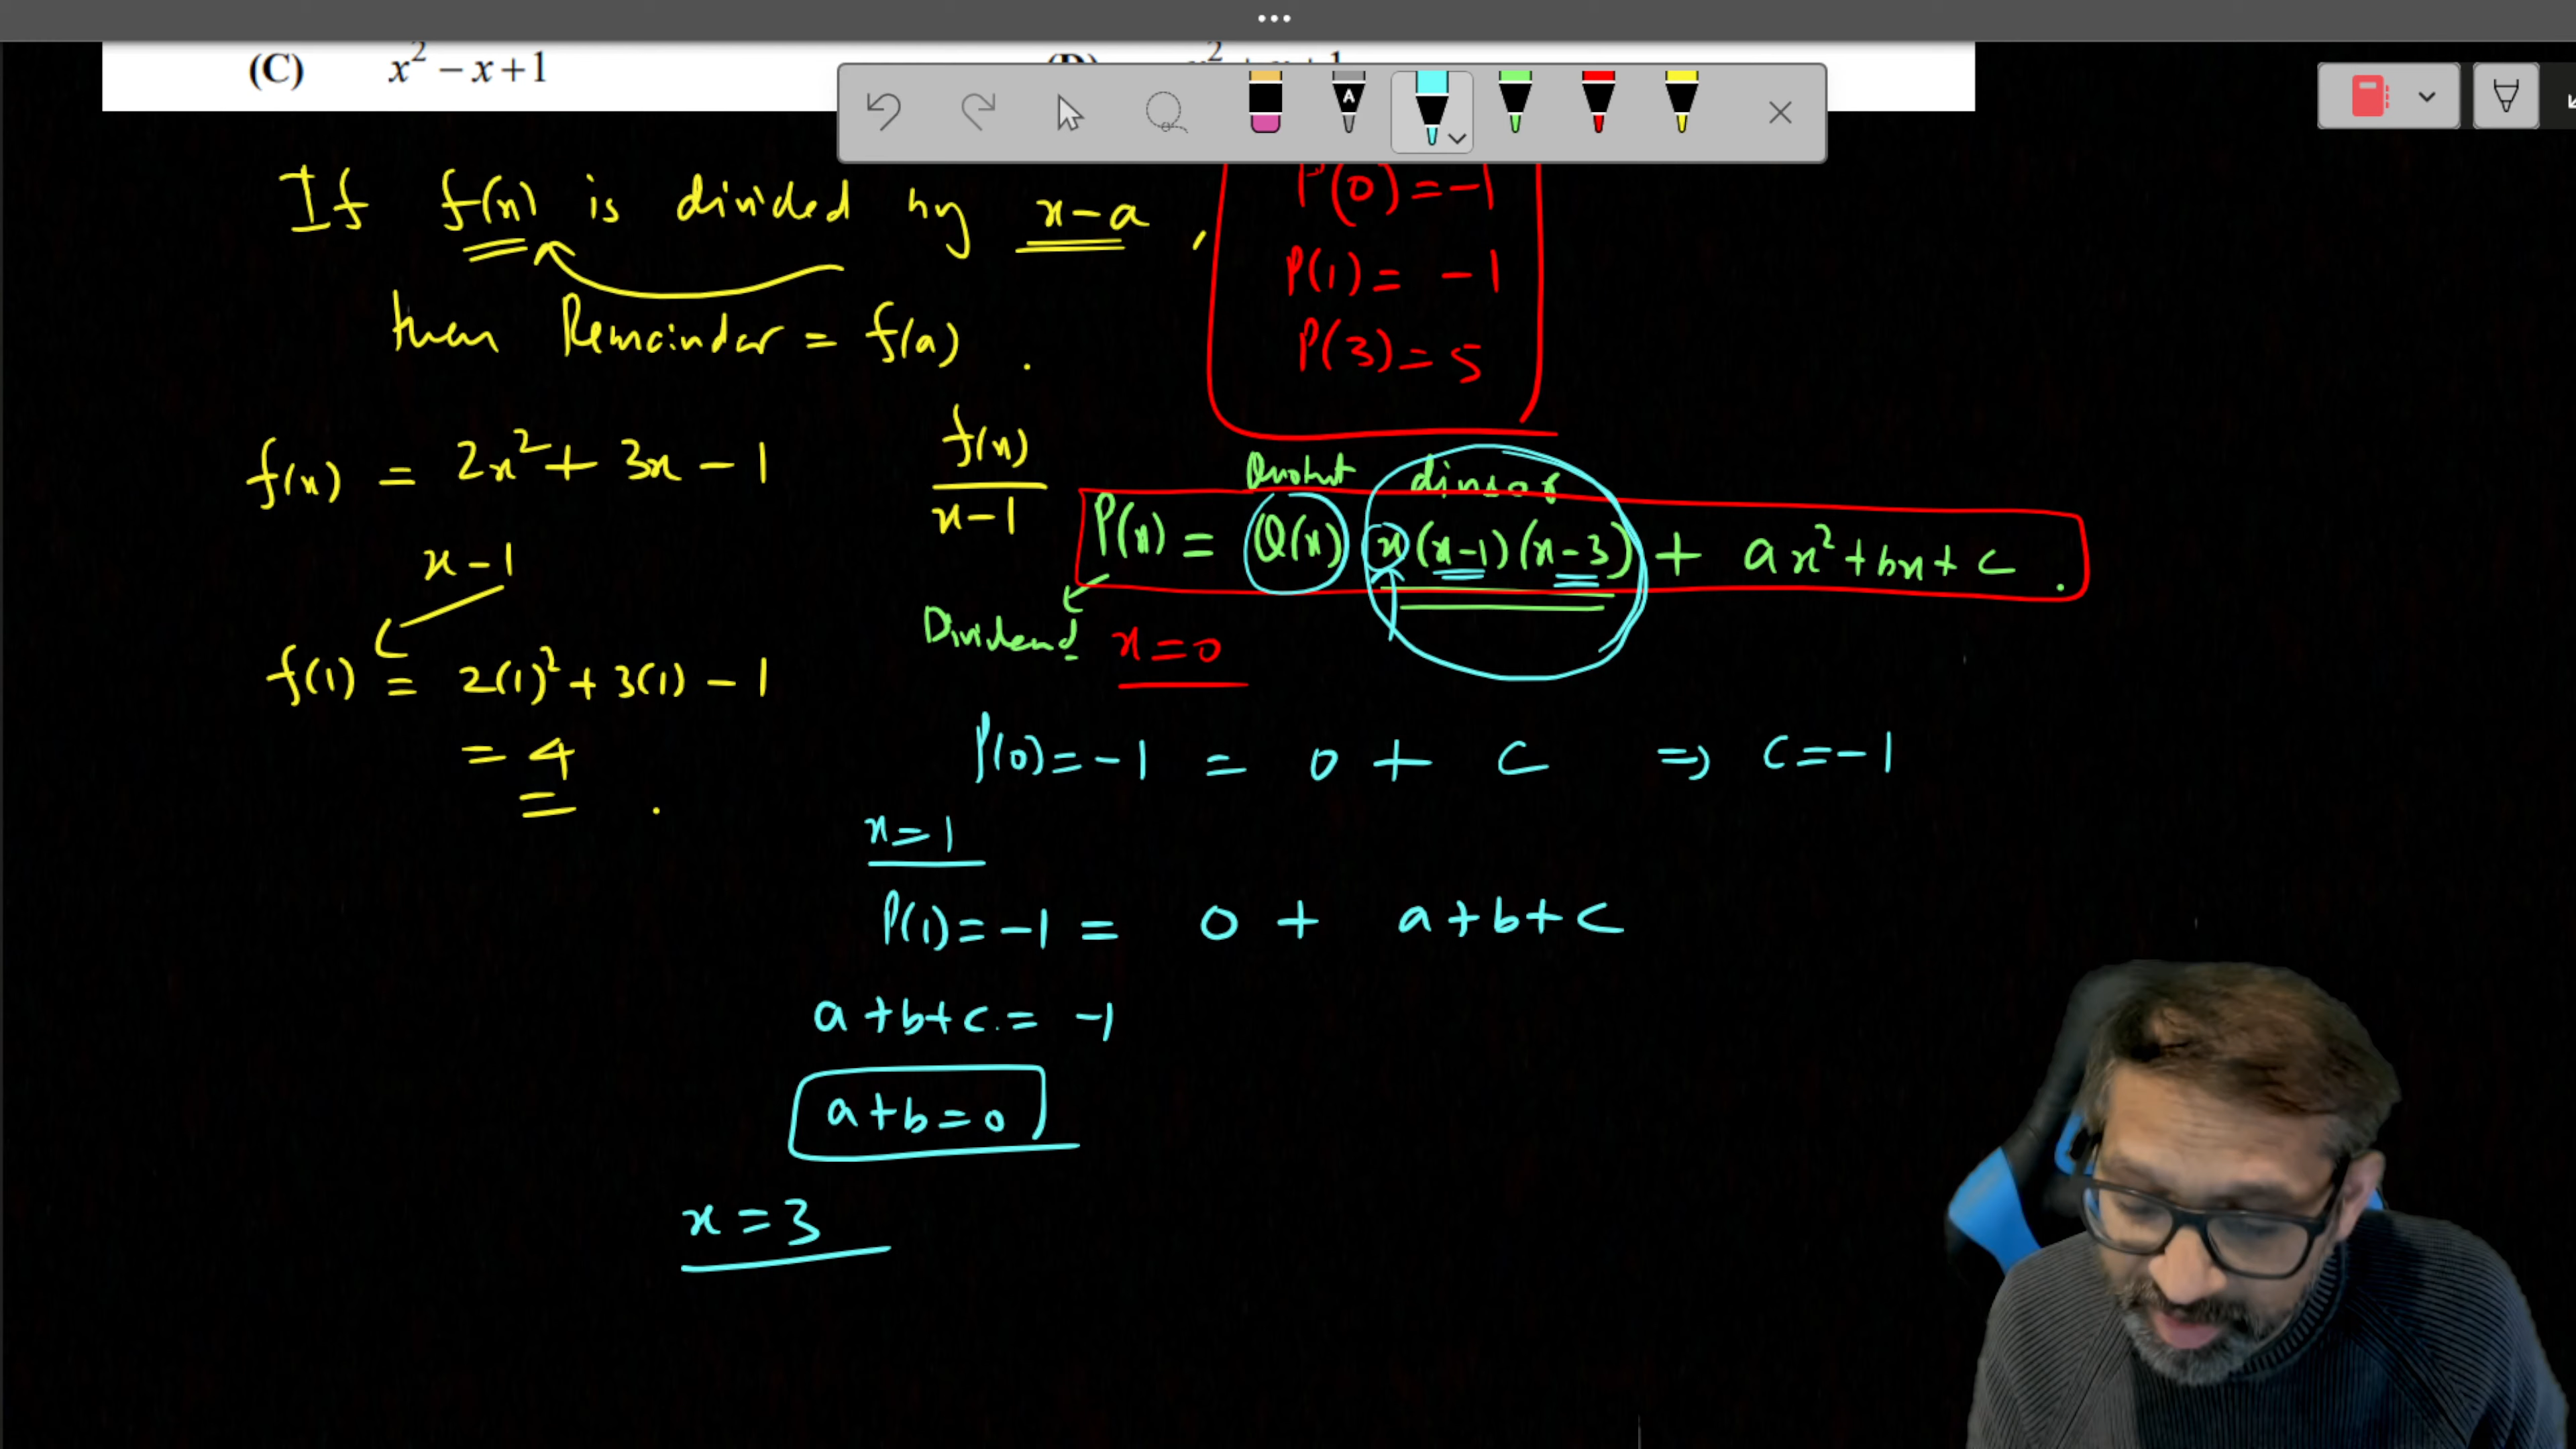 (C) x² − x + 1
If f(x) is divided by x − a ,
then Remaindar = f(a) .
f(x) = 2x² + 3x − 1
x − 1
f(1) = 2(1)² + 3(1) − 1
= 4
f(x)
x − 1
P(0) = −1
P(1) = −1
P(3) = 5
divisor
P(x) = Q(x) x(x−1)(x−3) + ax² + bx + c .
Dividend
x = 0
P(0) = −1 = 0 + c ⇒ c = −1
x = 1
P(1) = −1 = 0 + a + b + c
a + b + c = −1
a + b = 0
x = 3